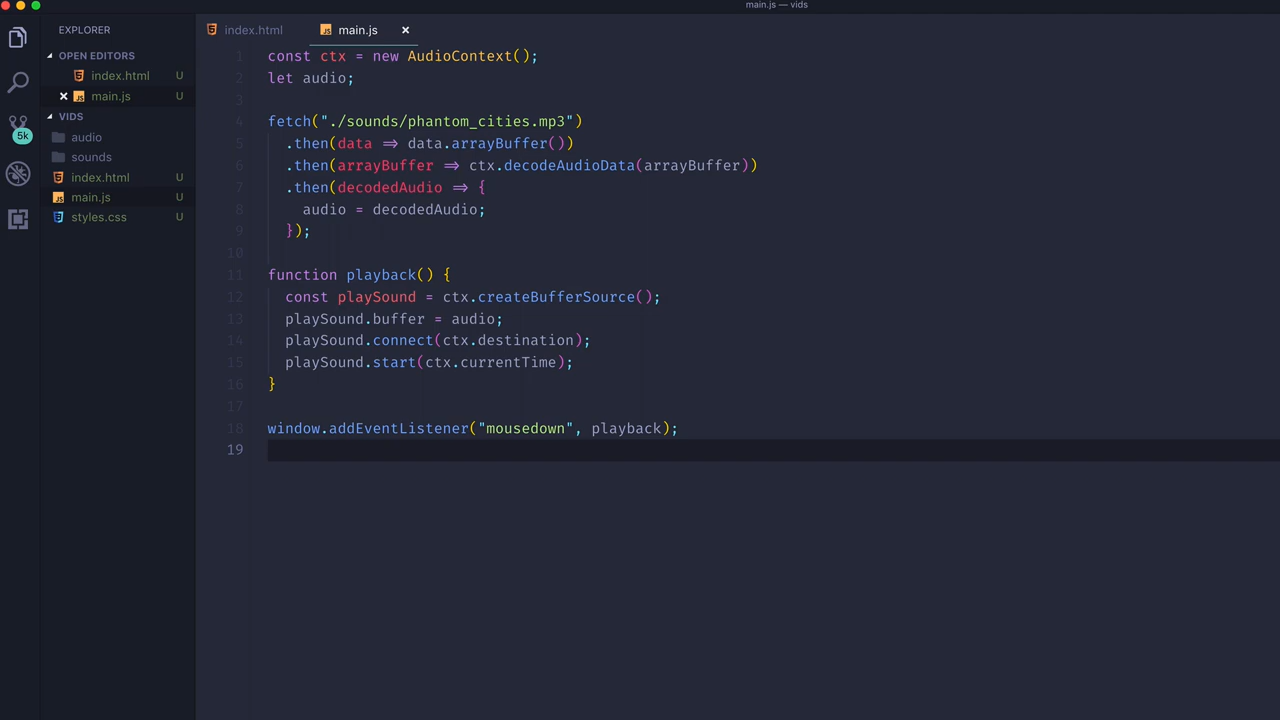 main.js — vids
EXPLORER
OPEN EDITORS
index.html U
main.js U
VIDS
audio
sounds
index.html U
main.js U
styles.css U
5k
index.html
main.js
1 const ctx = new AudioContext();
2 let audio;
3
4 fetch("./sounds/phantom_cities.mp3")
5 .then(data => data.arrayBuffer())
6 .then(arrayBuffer => ctx.decodeAudioData(arrayBuffer))
7 .then(decodedAudio => {
8 audio = decodedAudio;
9 });
10
11 function playback() {
12 const playSound = ctx.createBufferSource();
13 playSound.buffer = audio;
14 playSound.connect(ctx.destination);
15 playSound.start(ctx.currentTime);
16 }
17
18 window.addEventListener("mousedown", playback);
19